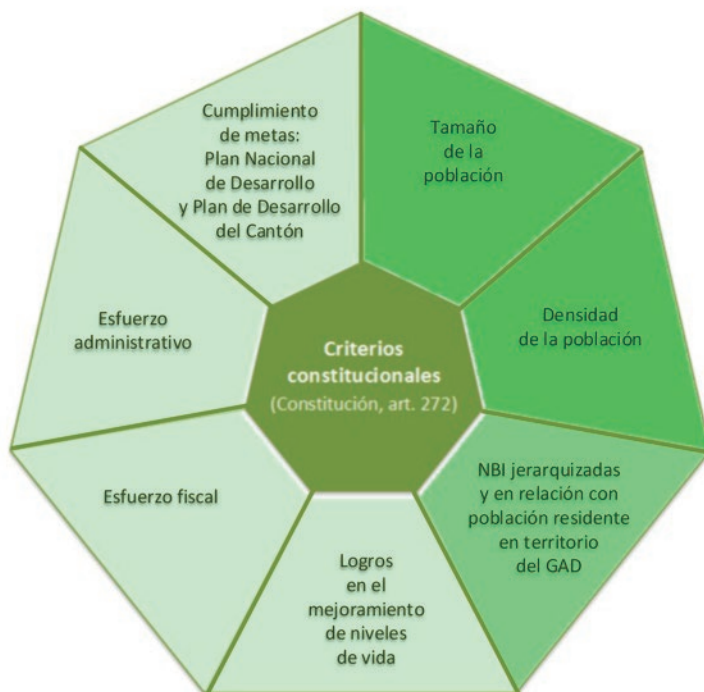 Cumplimiento
de metas:
Plan Nacional
de Desarrollo
y Plan de Desarrollo
del Cantón
Tamaño
de la
población
Densidad
de la población
NBI jerarquizadas
y en relación con
población residente
en territorio
del GAD
Logros
en el
mejoramiento
de niveles
de vida
Esfuerzo fiscal
Esfuerzo
administrativo
Criterios
constitucionales
(Constitución, art. 272)